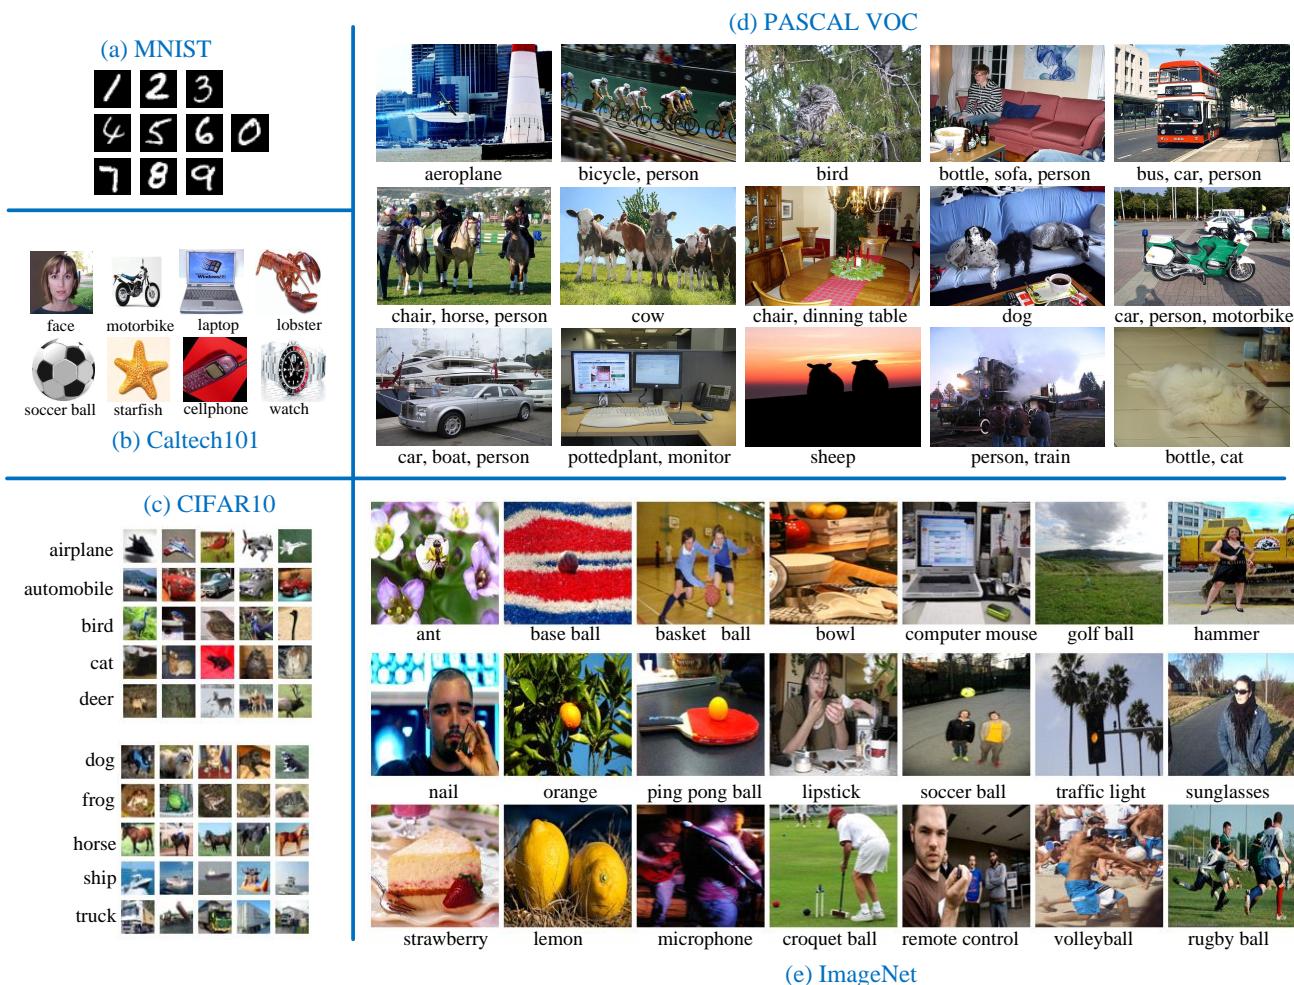 (a) MNIST
1 2 3
4 5 6 0
7 8 9
face motorbike laptop lobster
Windows
soccer ball starfish cellphone watch
(b) Caltech101
(c) CIFAR10
airplane
automobile
bird
cat
deer
dog
frog
horse
ship
truck
(d) PASCAL VOC
aeroplane bicycle, person bird bottle, sofa, person bus, car, person
chair, horse, person cow chair, dinning table dog car, person, motorbike
car, boat, person pottedplant, monitor sheep person, train bottle, cat
ant base ball basket ball bowl computer mouse golf ball hammer
nail orange ping pong ball lipstick soccer ball traffic light sunglasses
strawberry lemon microphone croquet ball remote control volleyball rugby ball
(e) ImageNet